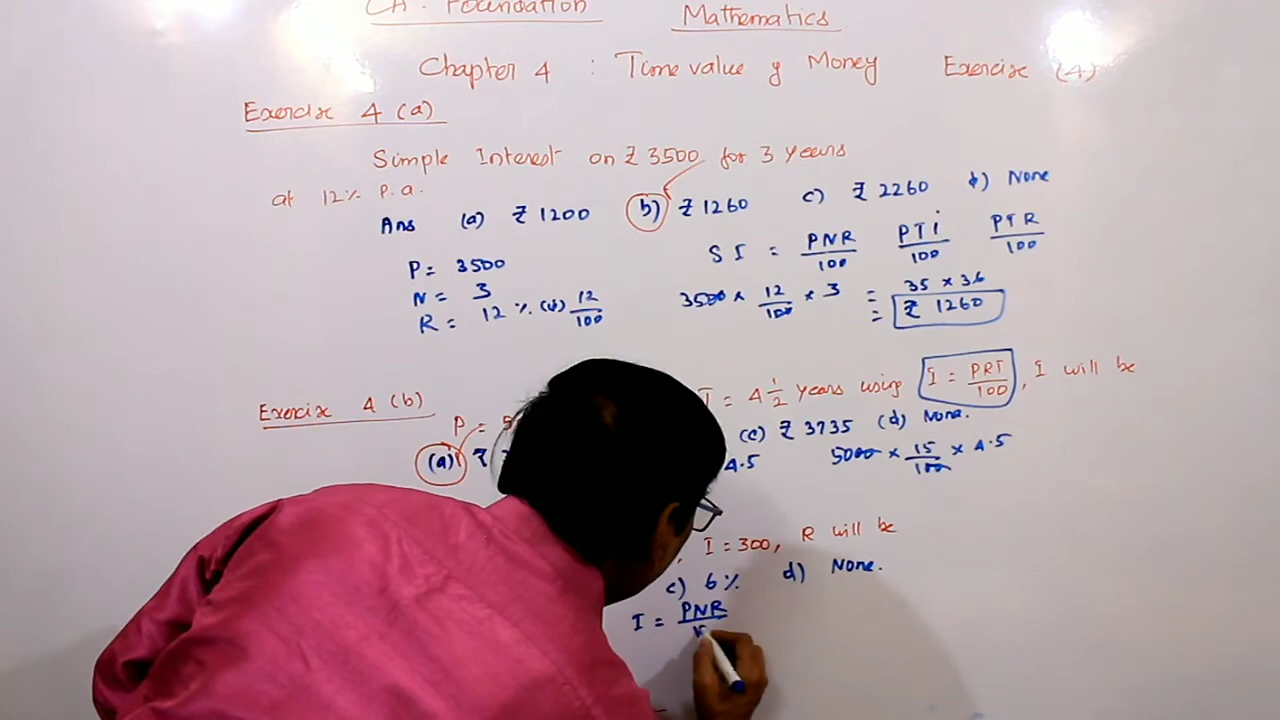 CA. Foundation Mathematics
Chapter 4 : Time value of Money Exercise (4)
Exercise 4 (a)
Simple Interest on ₹ 3500 for 3 years
at 12% p.a.
Ans (a) ₹ 1200 b) ₹ 1260 c) ₹ 2260 d) None
P = 3500
N = 3
R = 12 % (or) 12/100
S I = PNR/100 PTi/100 PTR/100
3500 × 12/100 × 3 = 35 × 36
= ₹ 1260
Exercise 4 (b)
P = 5 T = 4 1/2 years using I = PRT/100, I will be
(a) ₹ (c) ₹ 3735 (d) None.
4.5 5000 × 15/100 × 4.5
, I = 300, R will be
c) 6 % d) None.
I = PNR